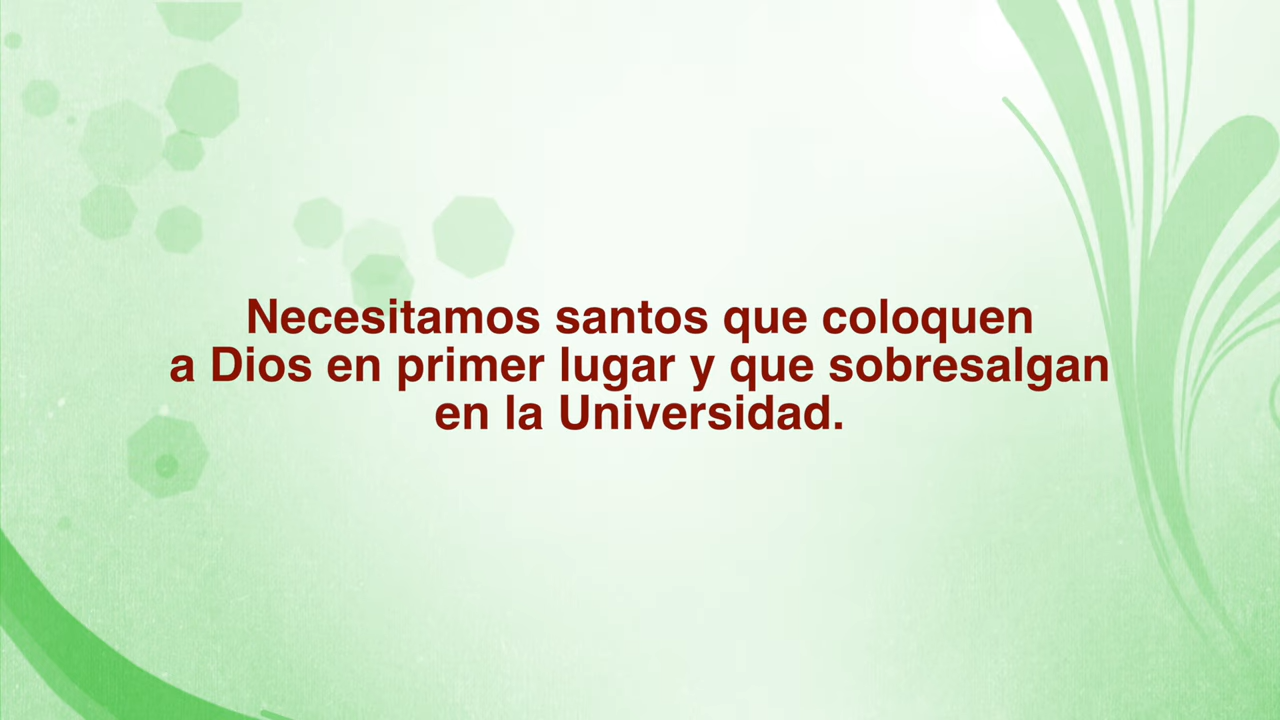 Necesitamos santos que coloquen
a Dios en primer lugar y que sobresalgan
en la Universidad.